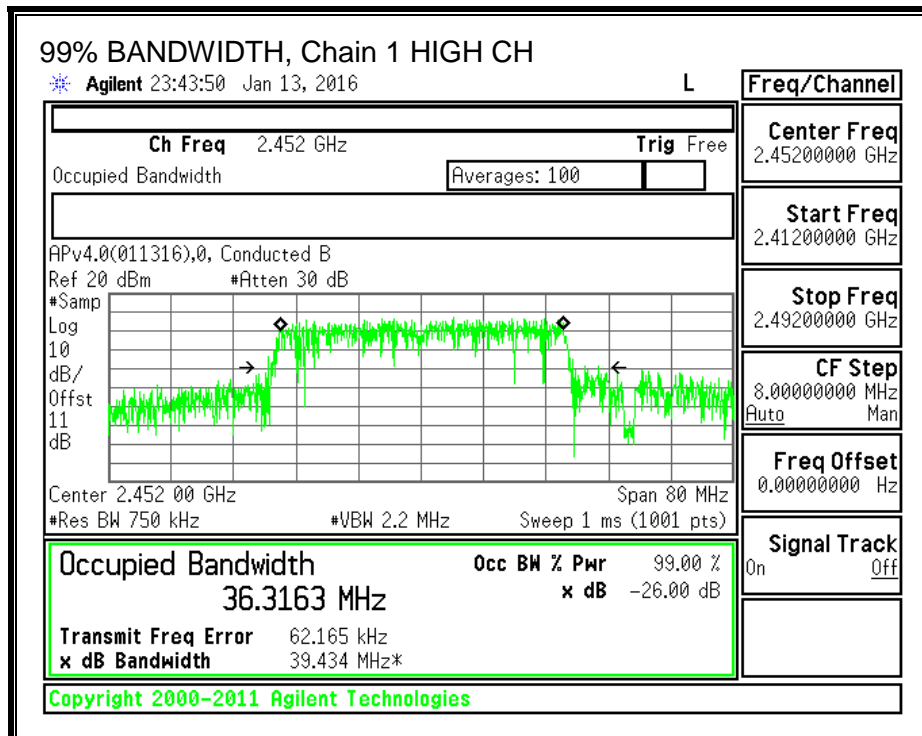 99% BANDWIDTH, Chain 1 HIGH CH
Agilent 23:43:50 Jan 13, 2016 L
Freq/Channel
Ch Freq 2.452 GHz Trig Free
Occupied Bandwidth Averages: 100
Center Freq
2.45200000 GHz
Start Freq
2.41200000 GHz
Stop Freq
2.49200000 GHz
CF Step
8.00000000 MHz
Auto Man
Freq Offset
0.00000000 Hz
Signal Track
On Off
APv4.0(011316),0, Conducted B
Ref 20 dBm #Atten 30 dB
#Samp
Log
10
dB/
Offst
11
dB
Center 2.452 00 GHz Span 80 MHz
#Res BW 750 kHz #VBW 2.2 MHz Sweep 1 ms (1001 pts)
Occupied Bandwidth Occ BW % Pwr 99.00 %
36.3163 MHz x dB -26.00 dB
Transmit Freq Error 62.165 kHz
x dB Bandwidth 39.434 MHz*
Copyright 2000-2011 Agilent Technologies